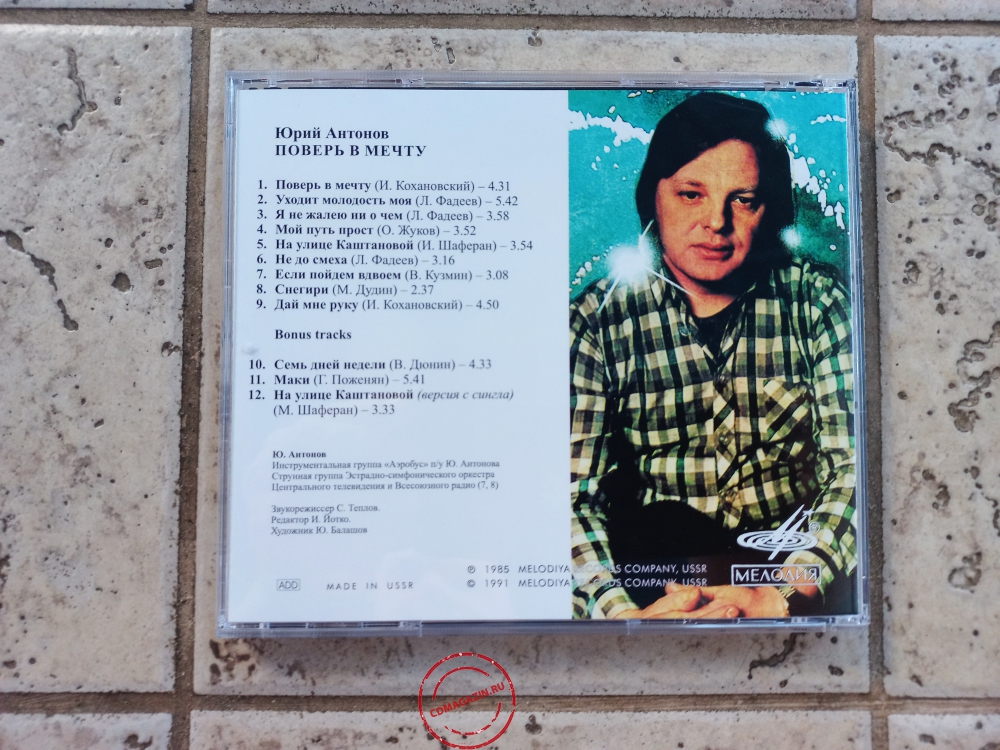 Юрий Антонов
ПОВЕРЬ В МЕЧТУ
1. Поверь в мечту (И. Кохановский) – 4.31
2. Уходит молодость моя (Л. Фадеев) – 5.42
3. Я не жалею ни о чем (Л. Фадеев) – 3.58
4. Мой путь прост (О. Жуков) – 3.52
5. На улице Каштановой (И. Шаферан) – 3.54
6. Не до смеха (Л. Фадеев) – 3.16
7. Если пойдем вдвоем (В. Кузмин) – 3.08
8. Снегири (М. Дудин) – 2.37
9. Дай мне руку (И. Кохановский) – 4.50
Bonus tracks
10. Семь дней недели (В. Дюнин) – 4.33
11. Маки (Г. Поженян) – 5.41
12. На улице Каштановой (версия с сингла)
(М. Шаферан) – 3.33
Ю. Антонов
Инструментальная группа «Аэробус» п/у Ю. Антонова
Струнная группа Эстрадно-симфонического оркестра
Центрального телевидения и Всесоюзного радио (7, 8)
Звукорежиссер С. Теплов.
Редактор И. Йотко.
Художник Ю. Балашов
℗ 1985 MELODIYA COMPANY, USSR
© 1991 MELODIYA COMPANY, USSR
ADD MADE IN USSR
МЕЛОДИЯ
CDMAGAZIN.RU